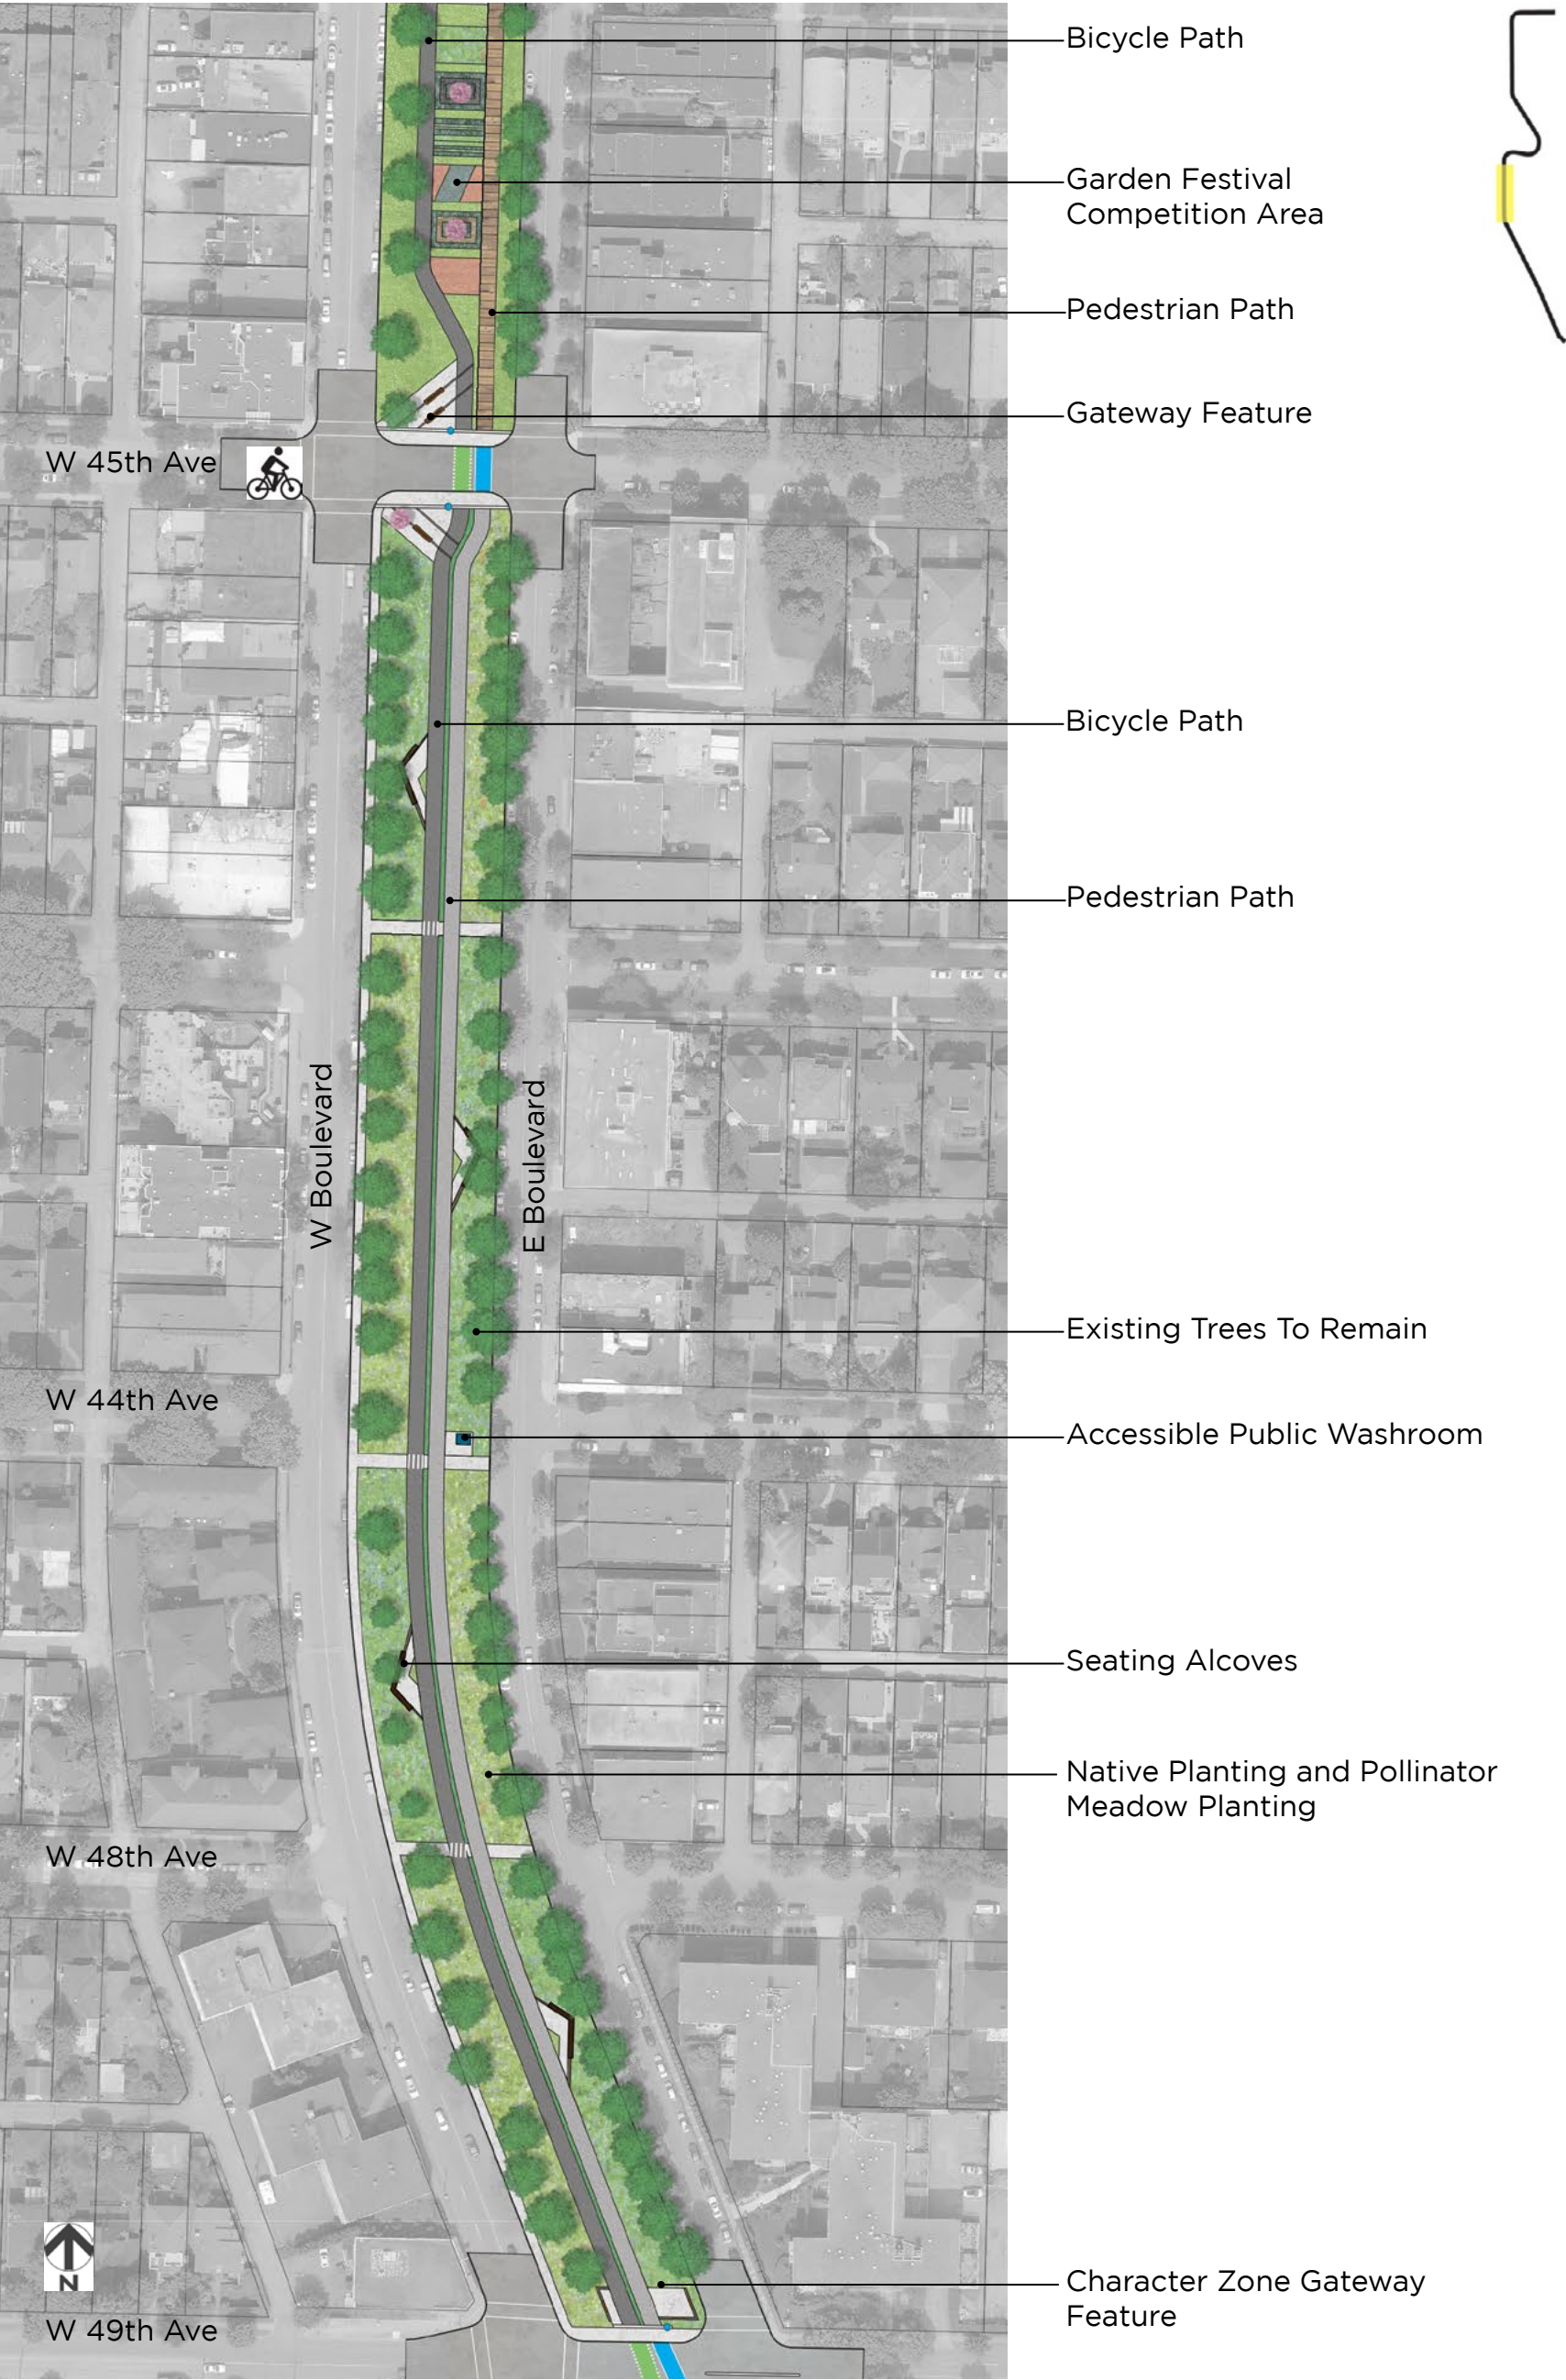 Bicycle Path
Garden Festival
Competition Area
Pedestrian Path
Gateway Feature
W 45th Ave
Bicycle Path
Pedestrian Path
W Boulevard
E Boulevard
Existing Trees To Remain
W 44th Ave
Accessible Public Washroom
Seating Alcoves
Native Planting and Pollinator
Meadow Planting
W 48th Ave
N
Character Zone Gateway
Feature
W 49th Ave